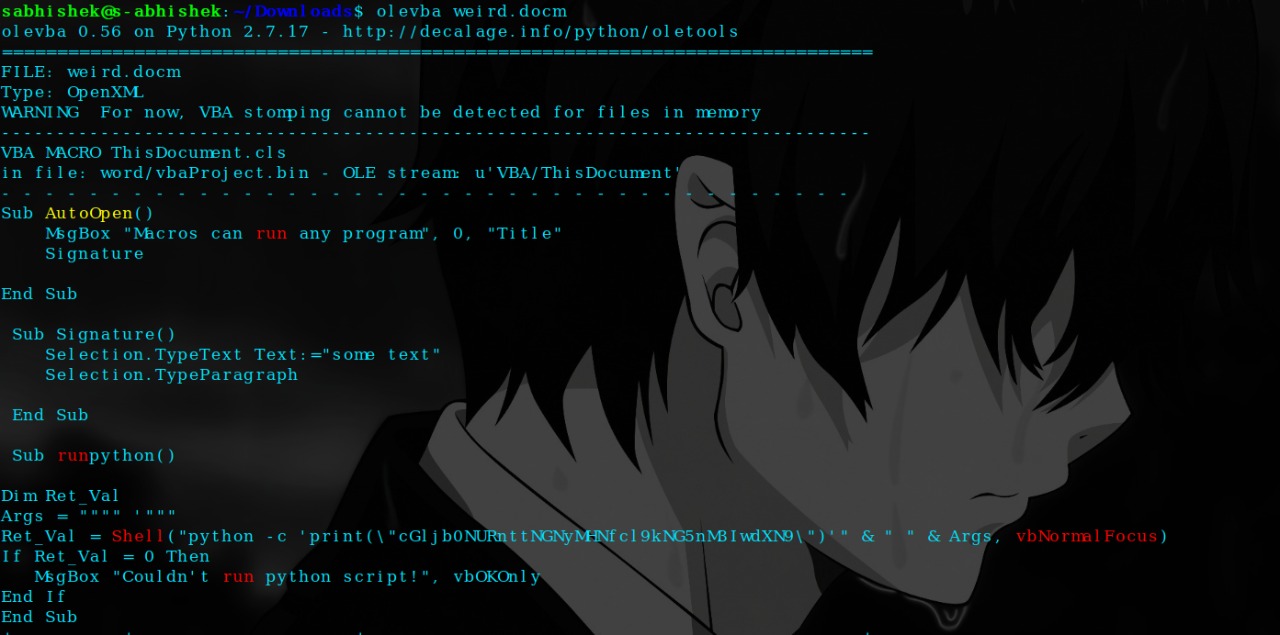 sabhishek@s-abhishek:~/Downloads$ olevba weird.docm
olevba 0.56 on Python 2.7.17 - http://decalage.info/python/oletools
===============================================================================
FILE: weird.docm
Type: OpenXML
WARNING  For now, VBA stomping cannot be detected for files in memory
-------------------------------------------------------------------------------
VBA MACRO ThisDocument.cls
in file: word/vbaProject.bin - OLE stream: u'VBA/ThisDocument'
- - - - - - - - - - - - - - - - - - - - - - - - - - - - - - - - - - - - - - -
Sub AutoOpen()
    MsgBox "Macros can run any program", 0, "Title"
    Signature
End Sub
 Sub Signature()
    Selection.TypeText Text:="some text"
    Selection.TypeParagraph
 End Sub
 Sub runpython()
Dim Ret_Val
Args = """" '"""
Ret_Val = Shell("python -c 'print(\"cGljb0NURnttNGNyMHNfcl9kNG5nM3IwdXN9\")'" & " " & Args, vbNormalFocus)
If Ret_Val = 0 Then
   MsgBox "Couldn't run python script!", vbOKOnly
End If
End Sub